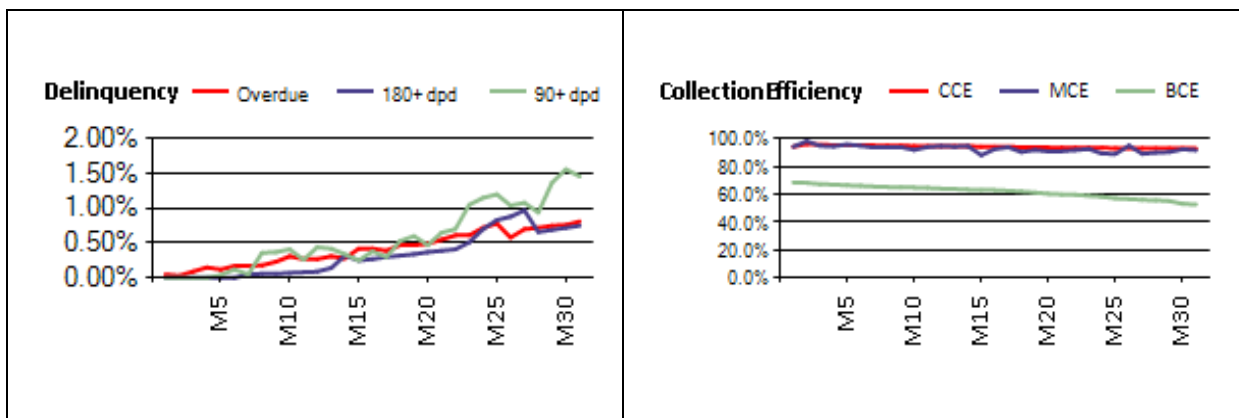 Delinquency Overdue 180+ dpd 90+ dpd
2.00%
1.50%
1.00%
0.50%
0.00%
M5 M10 M15 M20 M25 M30
Collection Efficiency CCE MCE BCE
100.0%
80.0%
60.0%
40.0%
20.0%
0.0%
M5 M10 M15 M20 M25 M30